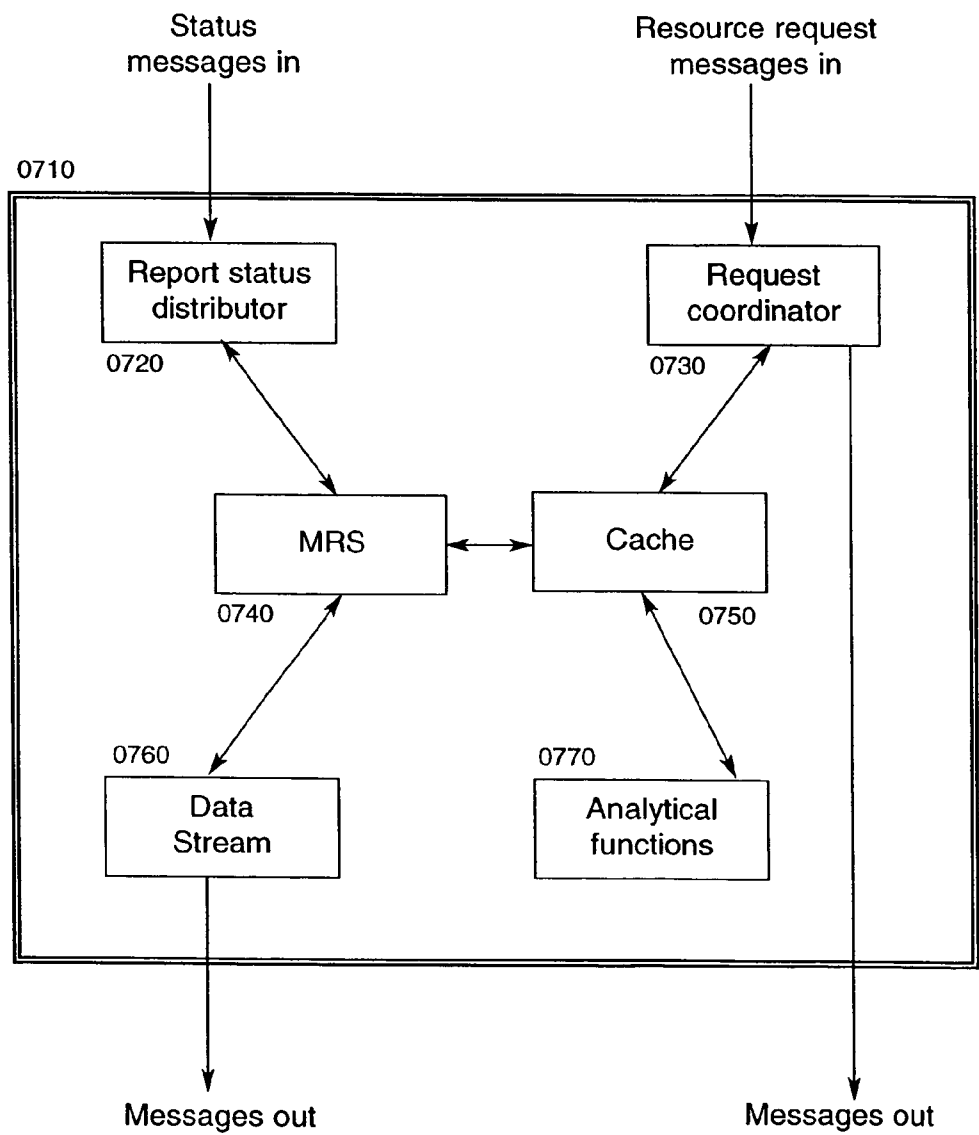 Status
messages in
Resource request
messages in
0710
Report status
distributor
0720
Request
coordinator
0730
MRS
0740
Cache
0750
0760
Data
Stream
0770
Analytical
functions
Messages out
Messages out